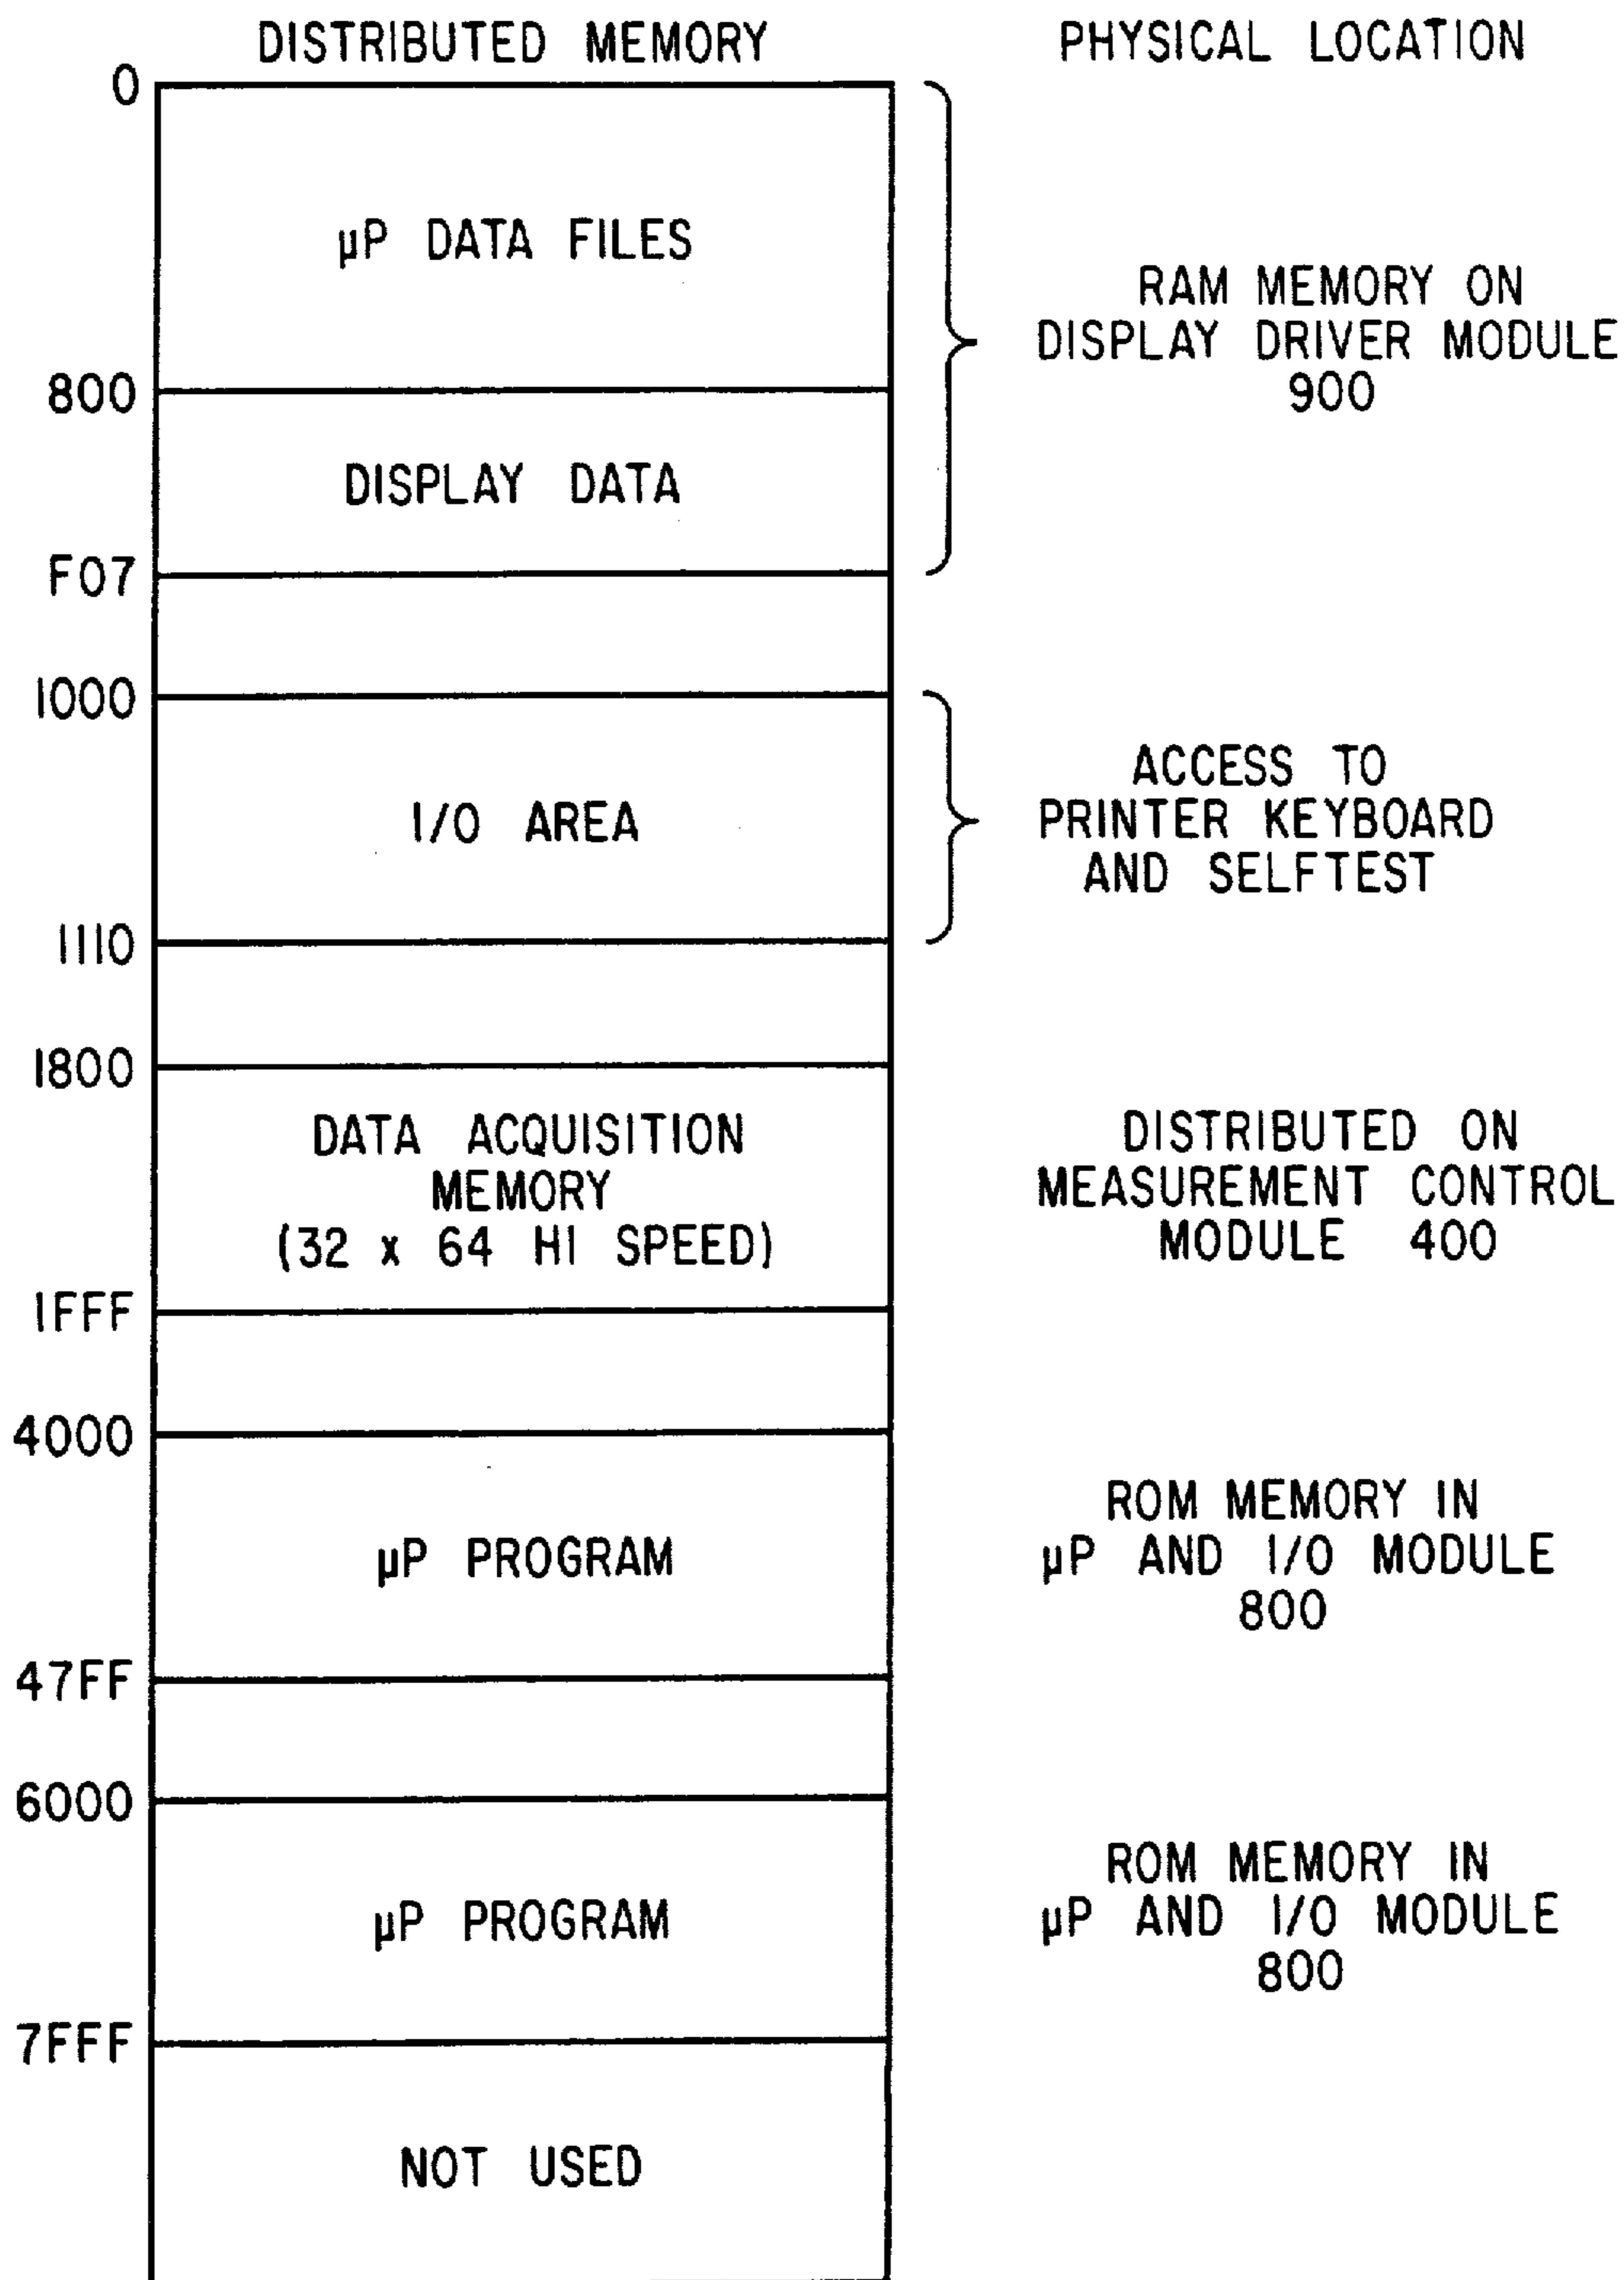 DISTRIBUTED MEMORY
PHYSICAL LOCATION
0
µP DATA FILES
RAM MEMORY ON
DISPLAY DRIVER MODULE
900
800
DISPLAY DATA
F07
1000
I/O AREA
ACCESS TO
PRINTER KEYBOARD
AND SELFTEST
1110
1800
DATA ACQUISITION
MEMORY
(32 x 64 HI SPEED)
DISTRIBUTED ON
MEASUREMENT CONTROL
MODULE 400
1FFF
4000
µP PROGRAM
ROM MEMORY IN
µP AND I/O MODULE
800
47FF
6000
µP PROGRAM
ROM MEMORY IN
µP AND I/O MODULE
800
7FFF
NOT USED